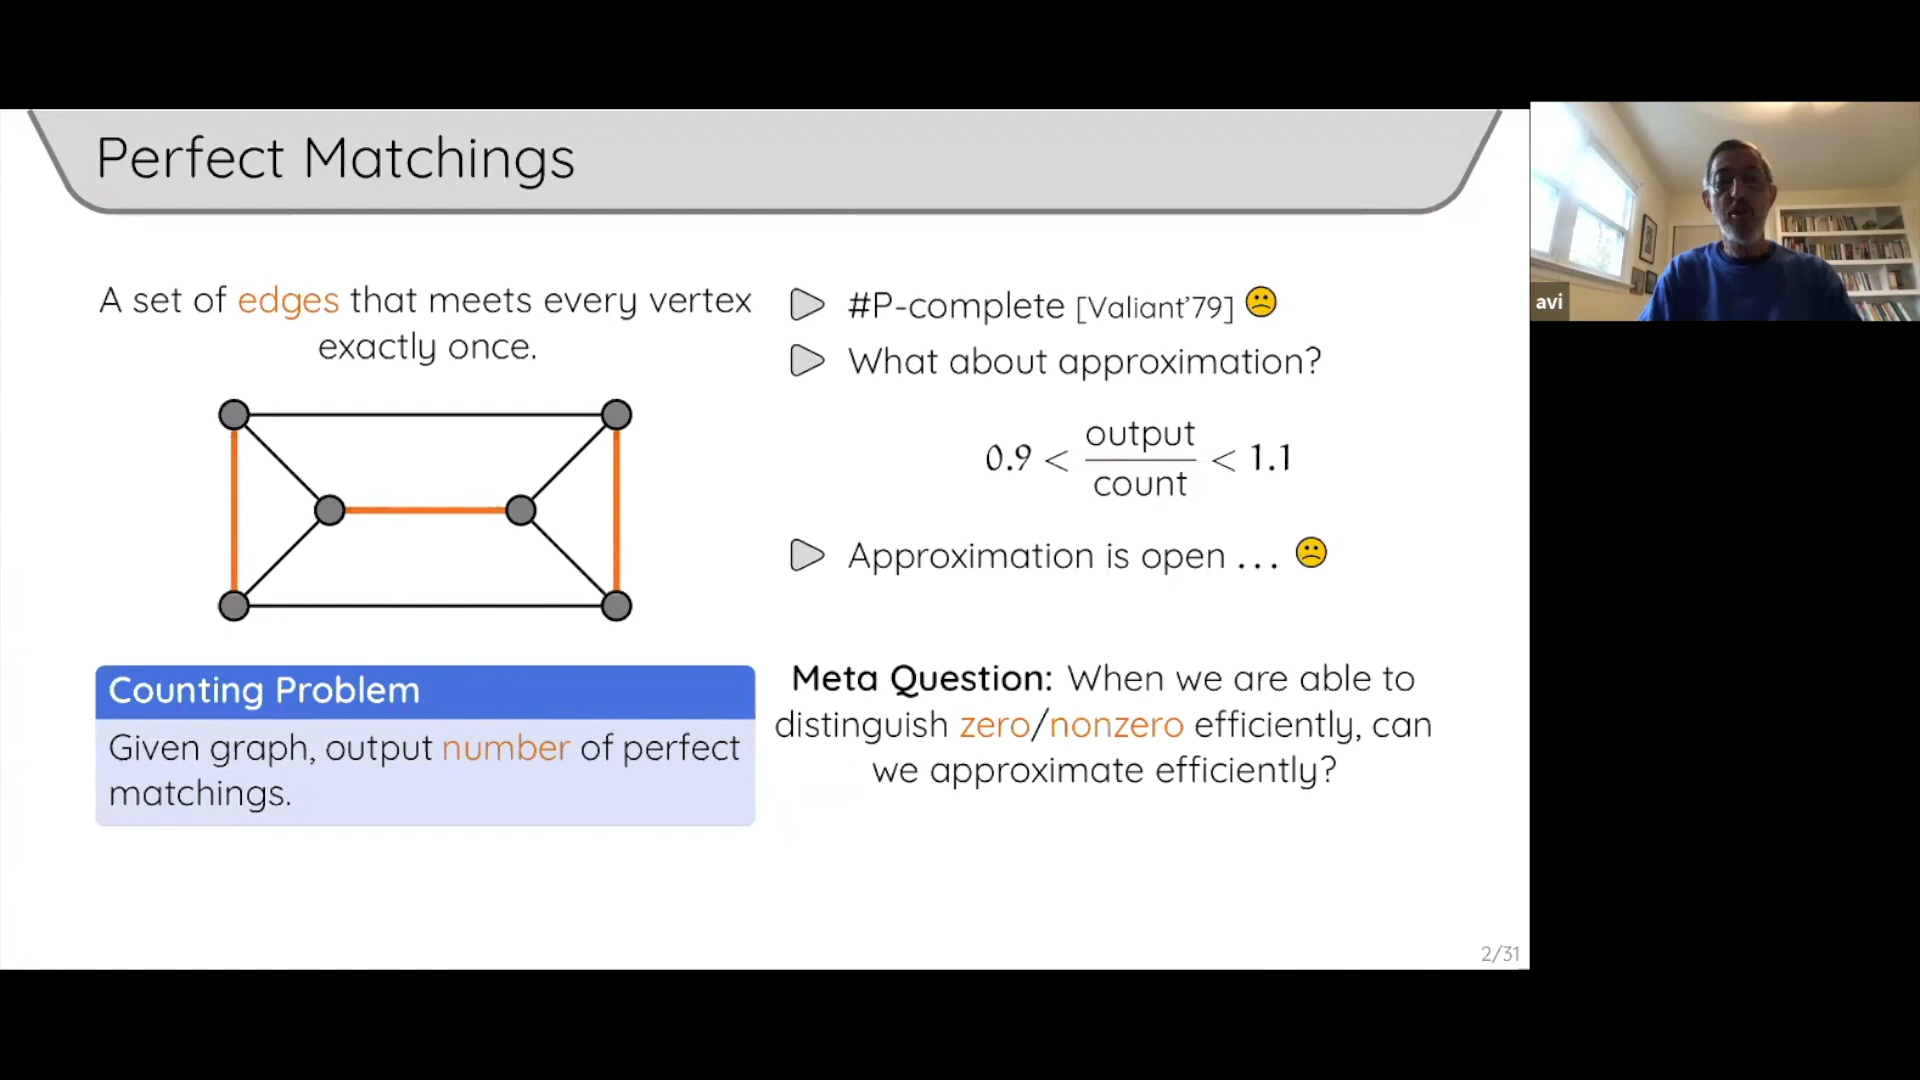 Perfect Matchings
A set of edges that meets every vertex
exactly once.
Counting Problem
Given graph, output number of perfect
matchings.
#P-complete [Valiant'79]
What about approximation?
0.9 < output/count < 1.1
Approximation is open ...
Meta Question: When we are able to
distinguish zero/nonzero efficiently, can
we approximate efficiently?
2/31
avi